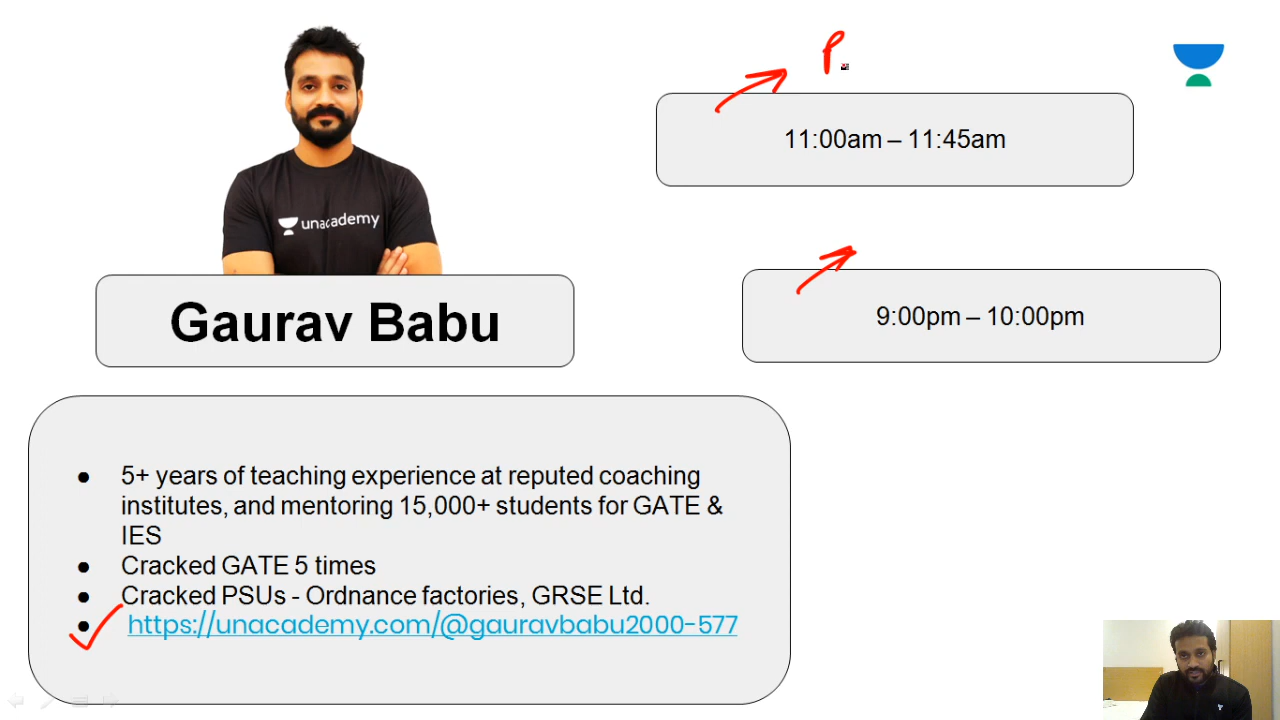 unacademy
P
11:00am – 11:45am
9:00pm – 10:00pm
Gaurav Babu
● 5+ years of teaching experience at reputed coaching
institutes, and mentoring 15,000+ students for GATE &
IES
● Cracked GATE 5 times
● Cracked PSUs - Ordnance factories, GRSE Ltd.
● https://unacademy.com/@gauravbabu2000-577